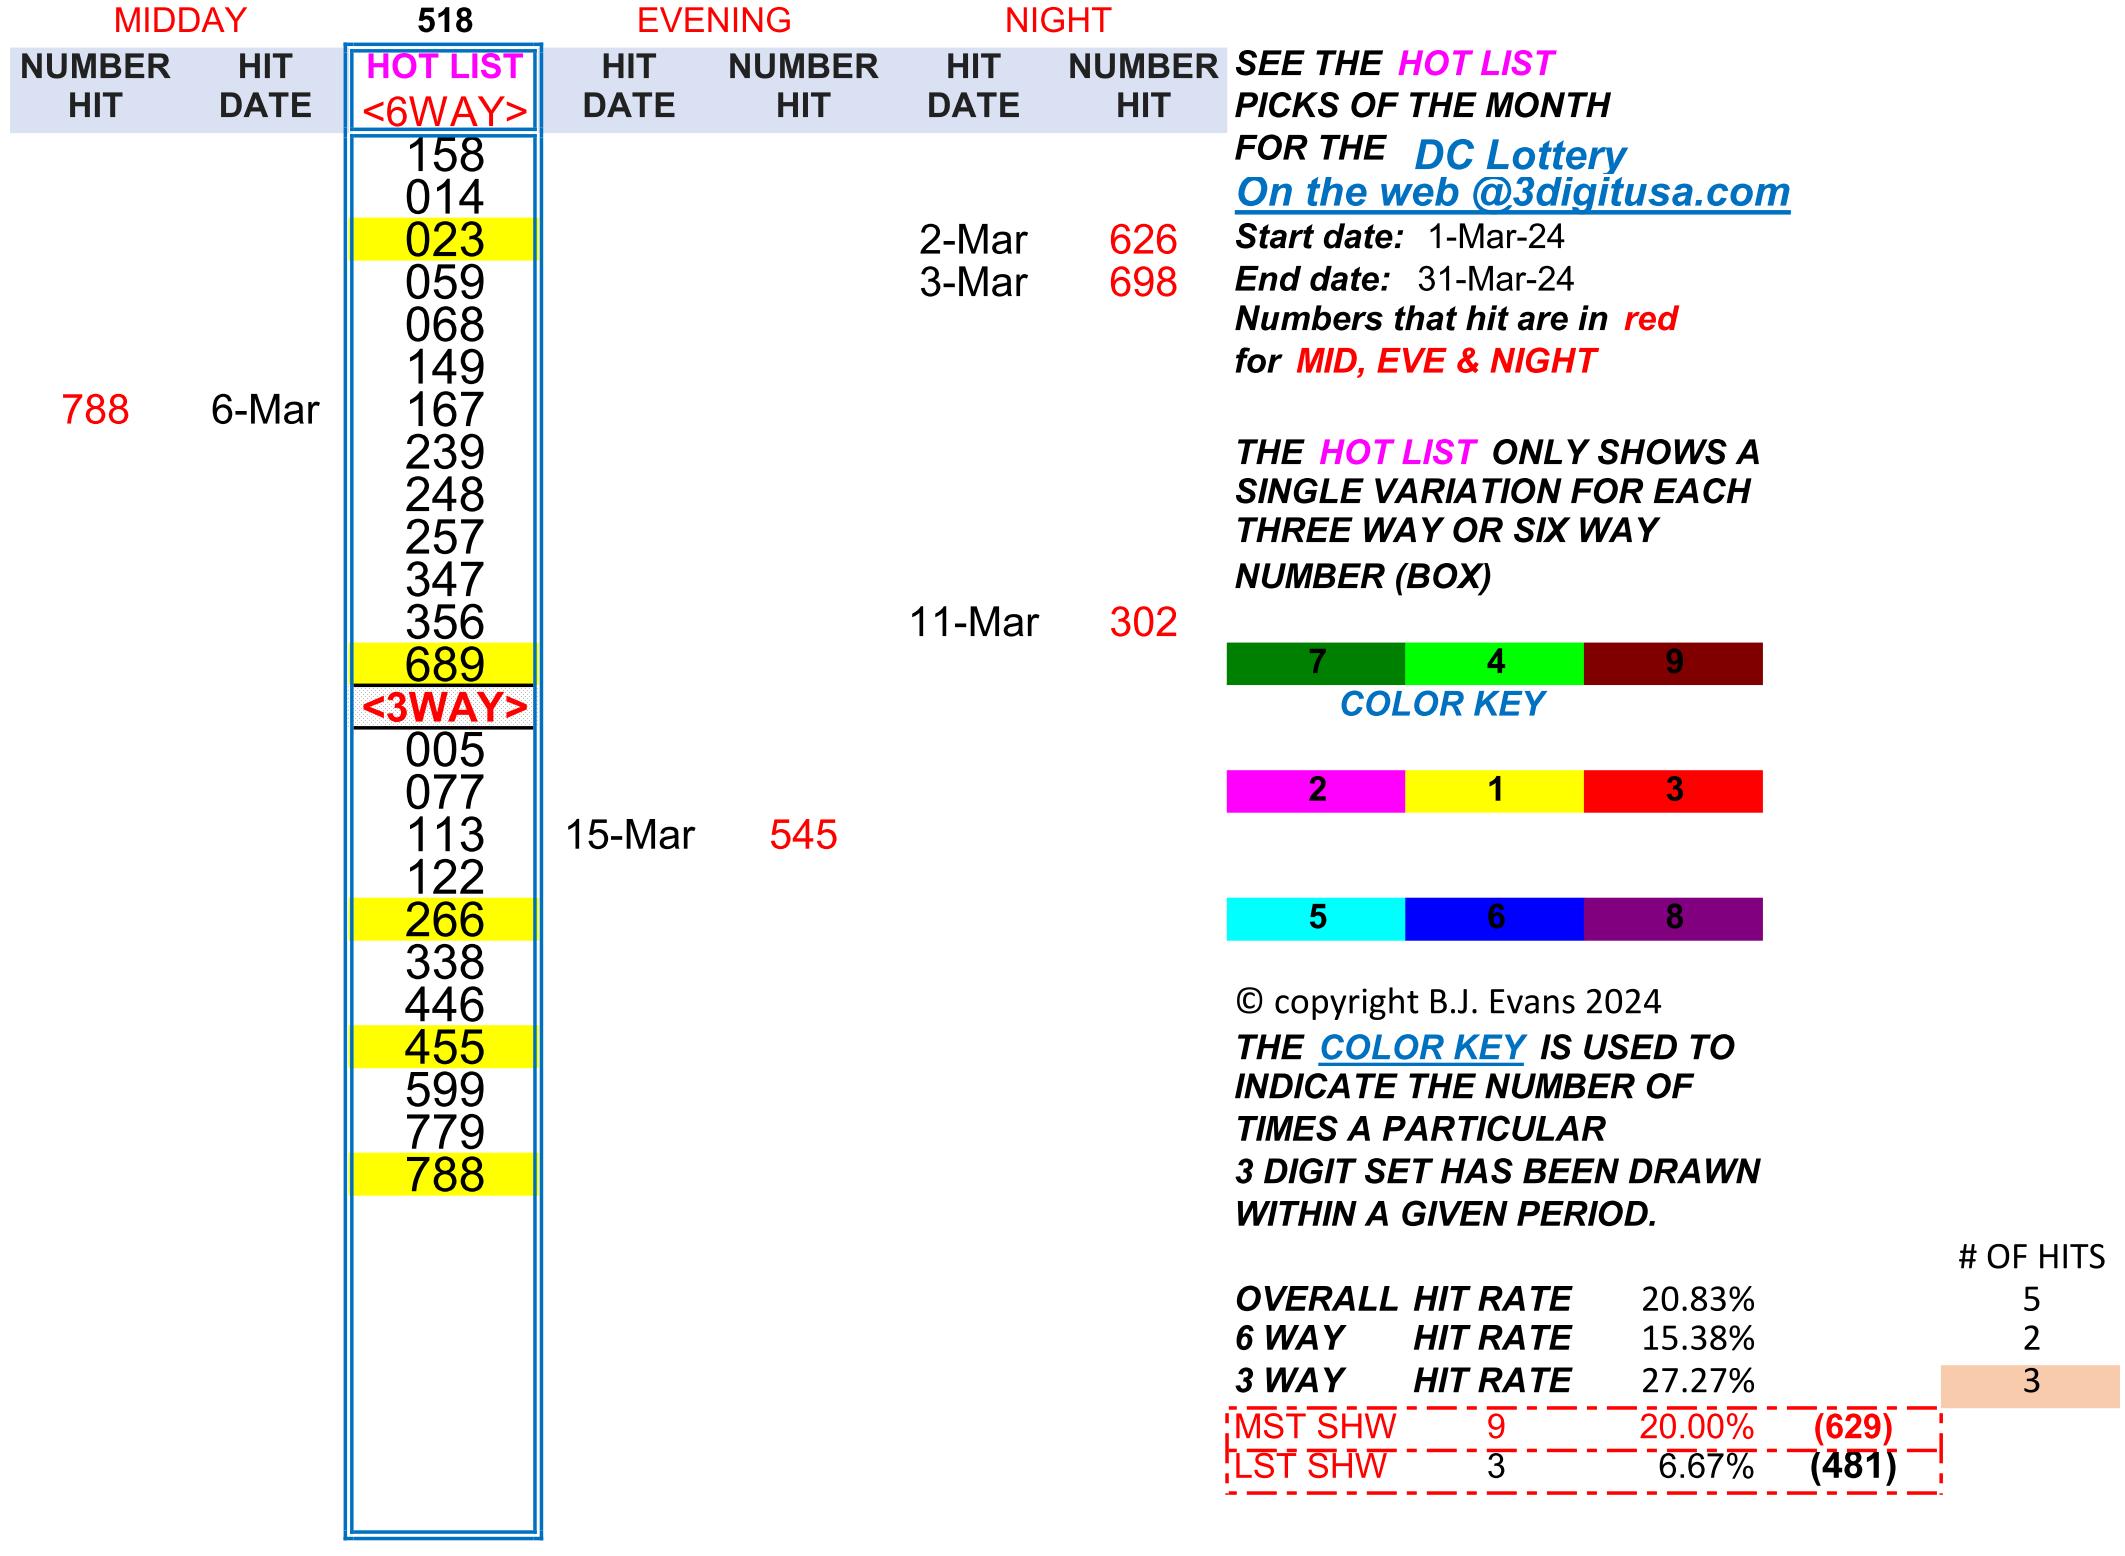 MIDDAY 518 EVENING NIGHT
NUMBER HIT HOT LIST HIT NUMBER HIT NUMBER
HIT DATE <6WAY> DATE HIT DATE HIT
158
014
023 2-Mar 626
059 3-Mar 698
068
149
788 6-Mar 167
239
248
257
347
356 11-Mar 302
689
<3WAY>
005
077
113 15-Mar 545
122
266
338
446
455
599
779
788
SEE THE HOT LIST
PICKS OF THE MONTH
FOR THE DC Lottery
On the web @3digitusa.com
Start date: 1-Mar-24
End date: 31-Mar-24
Numbers that hit are in red
for MID, EVE & NIGHT
THE HOT LIST ONLY SHOWS A
SINGLE VARIATION FOR EACH
THREE WAY OR SIX WAY
NUMBER (BOX)
7 4 9
COLOR KEY
2 1 3
5 6 8
© copyright B.J. Evans 2024
THE COLOR KEY IS USED TO
INDICATE THE NUMBER OF
TIMES A PARTICULAR
3 DIGIT SET HAS BEEN DRAWN
WITHIN A GIVEN PERIOD.
# OF HITS
OVERALL HIT RATE 20.83% 5
6 WAY HIT RATE 15.38% 2
3 WAY HIT RATE 27.27% 3
MST SHW 9 20.00% (629)
LST SHW 3 6.67% (481)